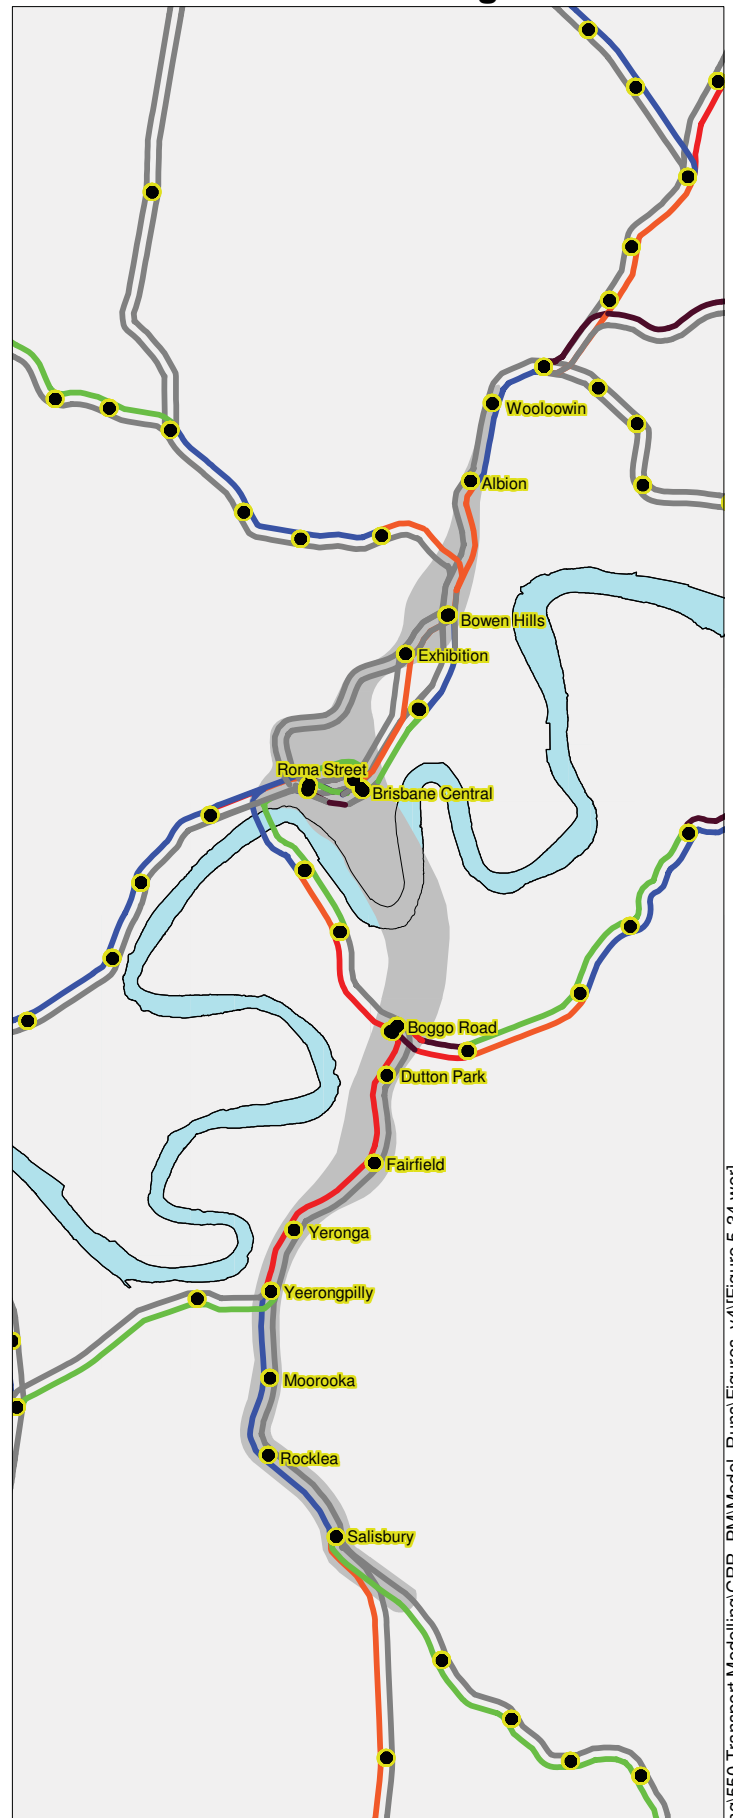 Wooloowin
Albion
Bowen Hills
Exhibition
Roma Street
Brisbane Central
Boggo Road
Dutton Park
Fairfield
Yeronga
Yeerongpilly
Moorooka
Rocklea
Salisbury